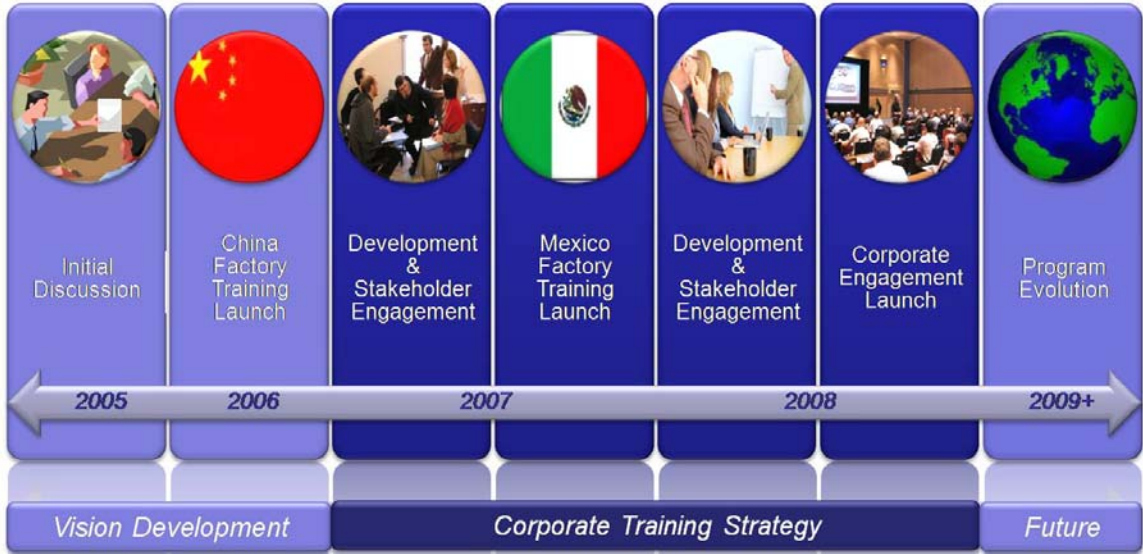 Initial
Discussion
China
Factory
Training
Launch
Development
&
Stakeholder
Engagement
Mexico
Factory
Training
Launch
Development
&
Stakeholder
Engagement
Corporate
Engagement
Launch
Program
Evolution
2005
2006
2007
2008
2009+
Vision Development
Corporate Training Strategy
Future